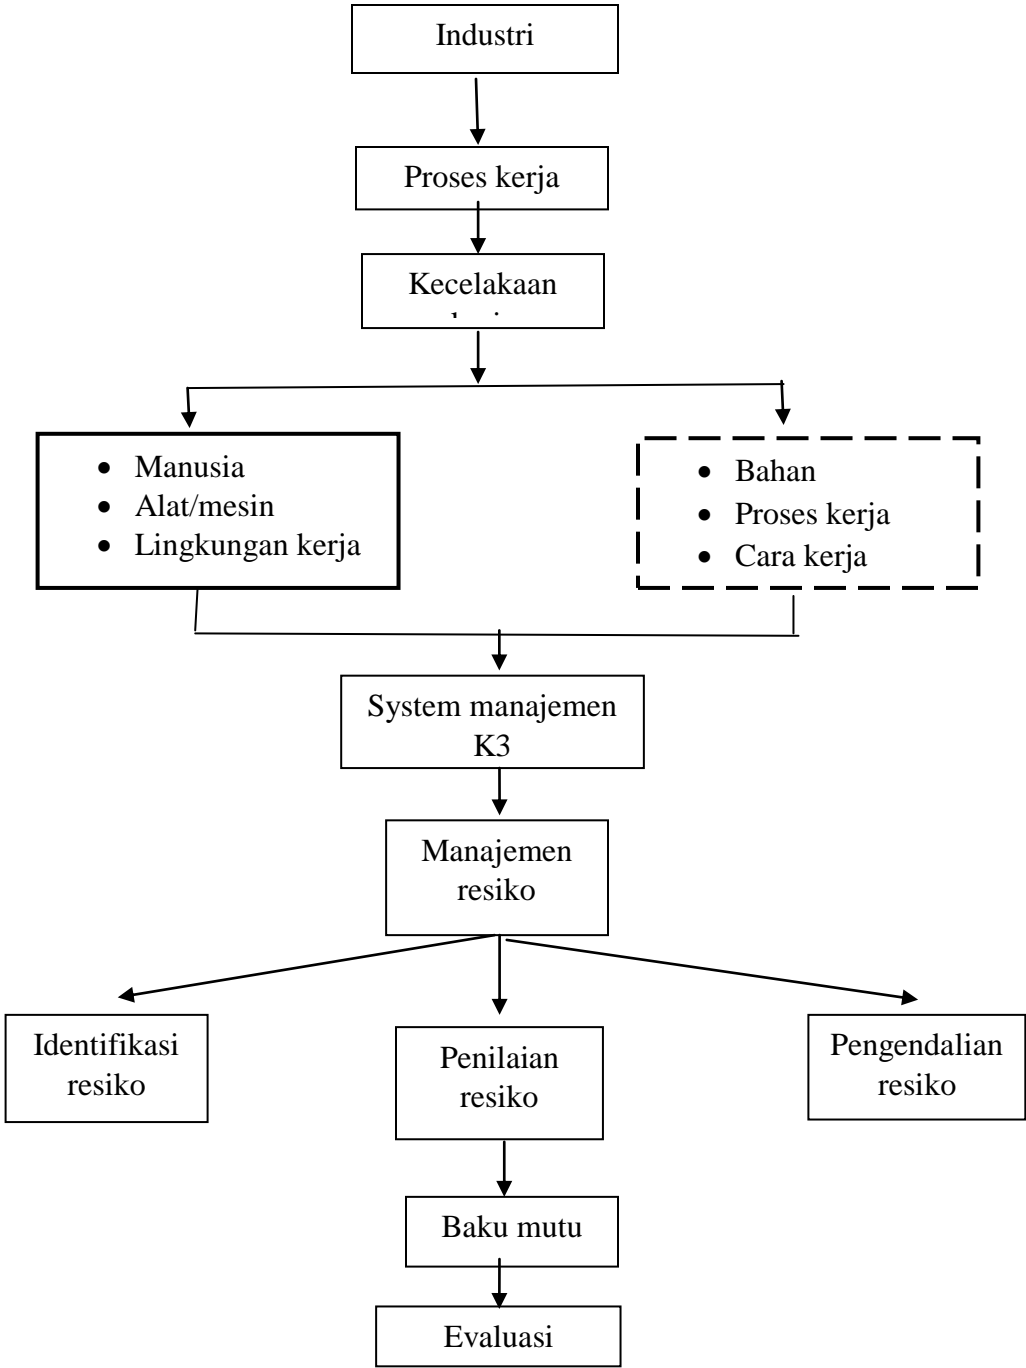 Industri
Proses kerja
Kecelakaan
• Manusia
• Alat/mesin
• Lingkungan kerja
• Bahan
• Proses kerja
• Cara kerja
System manajemen
K3
Manajemen
resiko
Identifikasi
resiko
Penilaian
resiko
Pengendalian
resiko
Baku mutu
Evaluasi